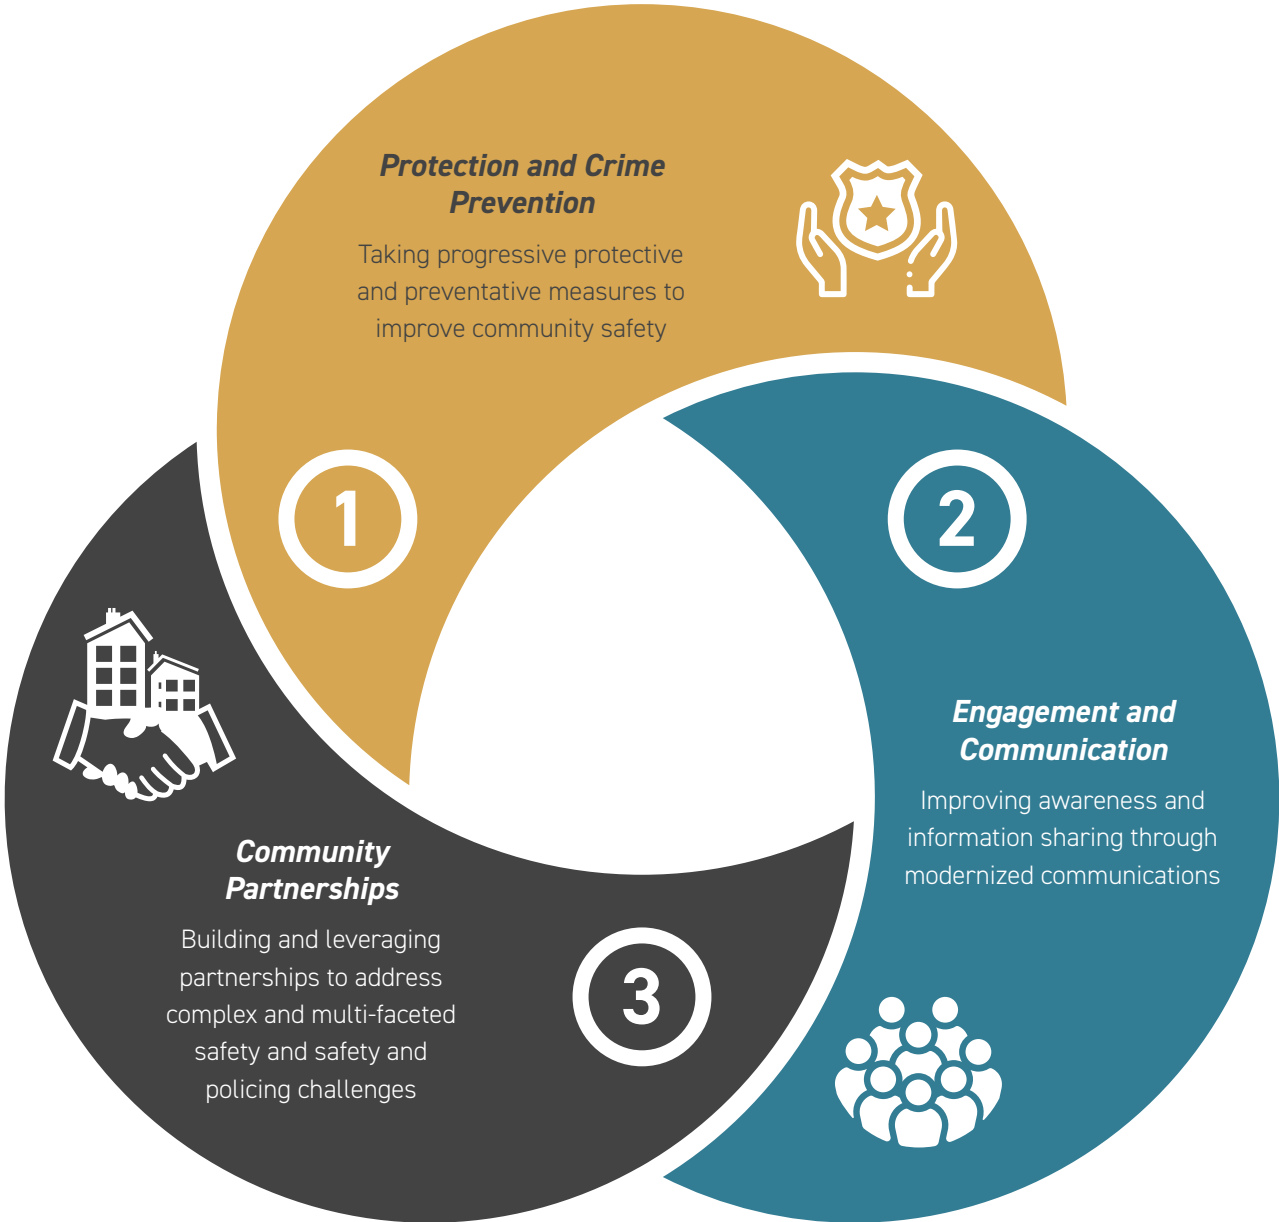 Protection and Crime
Prevention
Taking progressive protective
and preventative measures to
improve community safety
1
2
Engagement and
Communication
Improving awareness and
information sharing through
modernized communications
Community
Partnerships
Building and leveraging
partnerships to address
complex and multi-faceted
safety and safety and
policing challenges
3